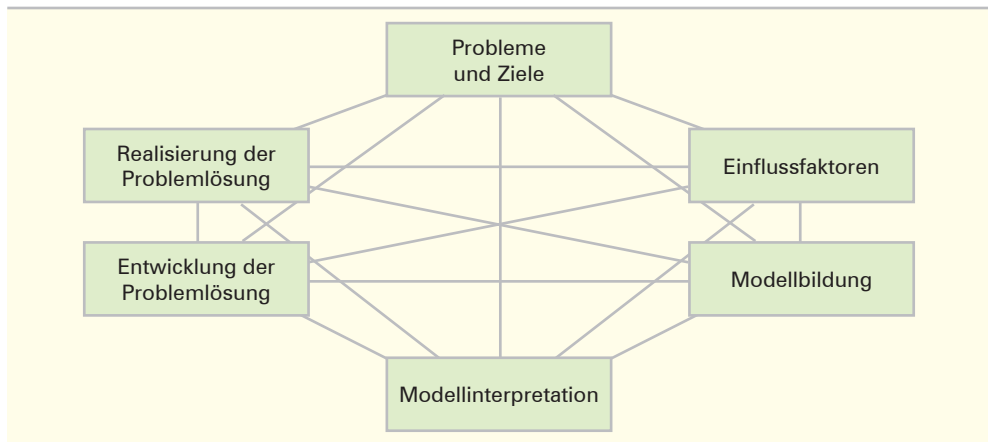 Probleme
und Ziele
Realisierung der
Problemlösung
Einflussfaktoren
Entwicklung der
Problemlösung
Modellbildung
Modellinterpretation